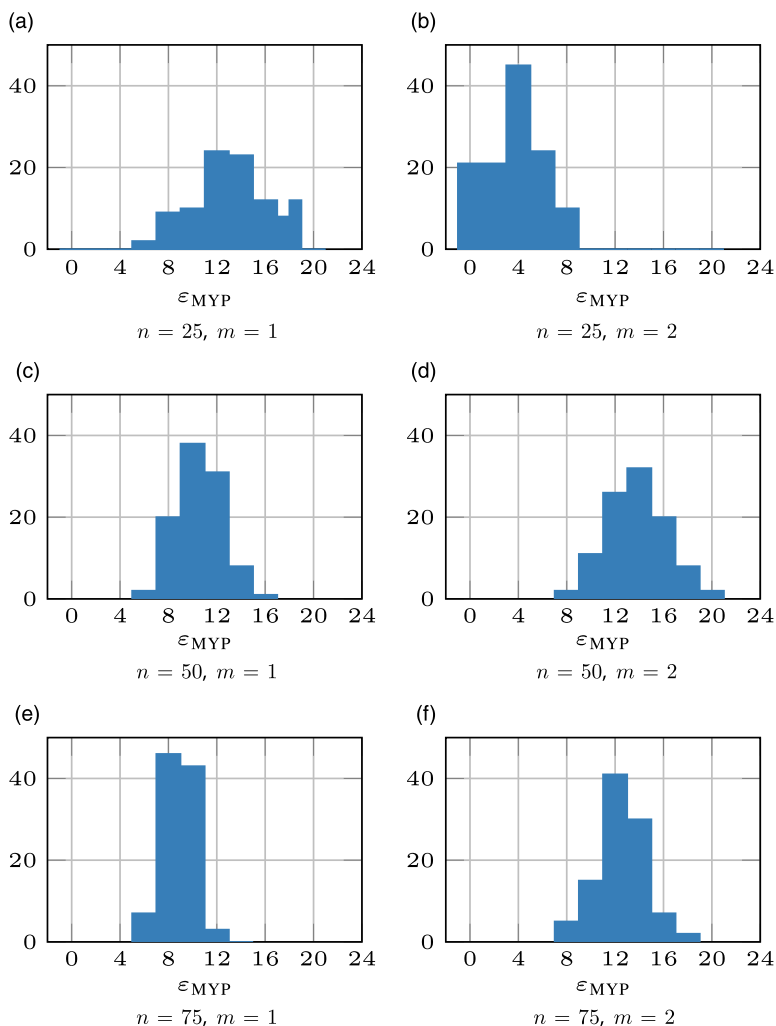 (a) (b)
40 40
20 20
0 0
0 4 8 12 16 20 24 0 4 8 12 16 20 24
εMYP εMYP
n = 25, m = 1 n = 25, m = 2
(c) (d)
40 40
20 20
0 0
0 4 8 12 16 20 24 0 4 8 12 16 20 24
εMYP εMYP
n = 50, m = 1 n = 50, m = 2
(e) (f)
40 40
20 20
0 0
0 4 8 12 16 20 24 0 4 8 12 16 20 24
εMYP εMYP
n = 75, m = 1 n = 75, m = 2